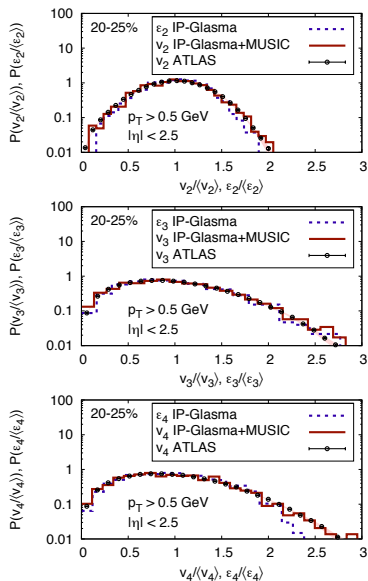 20-25%
ε2 IP-Glasma
v2 IP-Glasma+MUSIC
v2 ATLAS
pT > 0.5 GeV
|η| < 2.5
P(v2/⟨v2⟩), P(ε2/⟨ε2⟩)
100
10
1
0.1
0.01
0 0.5 1 1.5 2 2.5 3
v2/⟨v2⟩, ε2/⟨ε2⟩
20-25%
ε3 IP-Glasma
v3 IP-Glasma+MUSIC
v3 ATLAS
pT > 0.5 GeV
|η| < 2.5
P(v3/⟨v3⟩), P(ε3/⟨ε3⟩)
100
10
1
0.1
0.01
0 0.5 1 1.5 2 2.5 3
v3/⟨v3⟩, ε3/⟨ε3⟩
20-25%
ε4 IP-Glasma
v4 IP-Glasma+MUSIC
v4 ATLAS
pT > 0.5 GeV
|η| < 2.5
P(v4/⟨v4⟩), P(ε4/⟨ε4⟩)
100
10
1
0.1
0.01
0 0.5 1 1.5 2 2.5 3
v4/⟨v4⟩, ε4/⟨ε4⟩